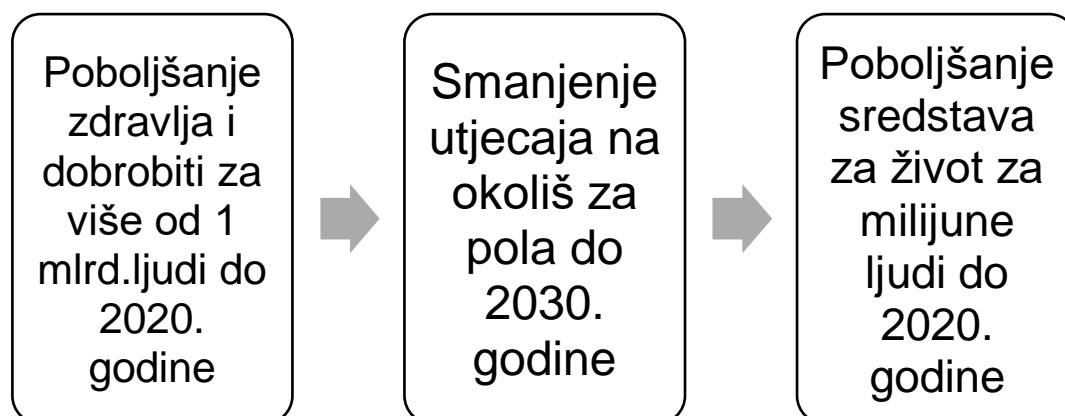 Poboljšanje
zdravlja i
dobrobiti za
više od 1
mlrd.ljudi do
2020.
godine
Smanjenje
utjecaja na
okoliš za
pola do
2030.
godine
Poboljšanje
sredstava
za život za
milijune
ljudi do
2020.
godine